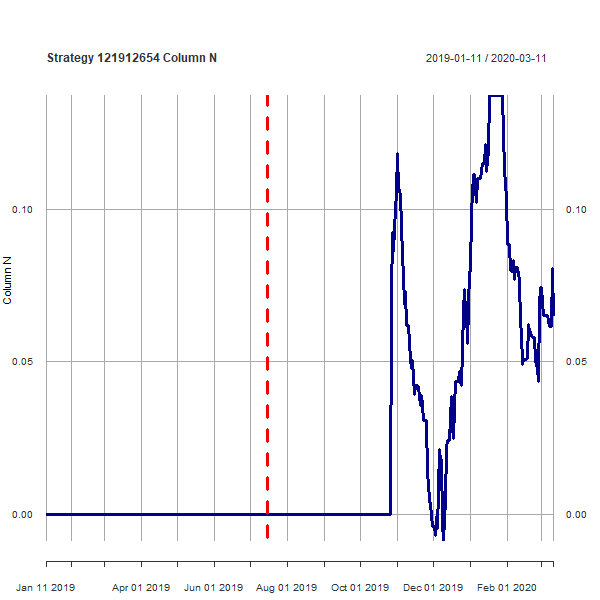 Strategy 121912654 Column N 2019-01-11 / 2020-03-11
0.10 0.10
Column N
0.05 0.05
0.00 0.00
Jan 11 2019 Apr 01 2019 Jun 01 2019 Aug 01 2019 Oct 01 2019 Dec 01 2019 Feb 01 2020